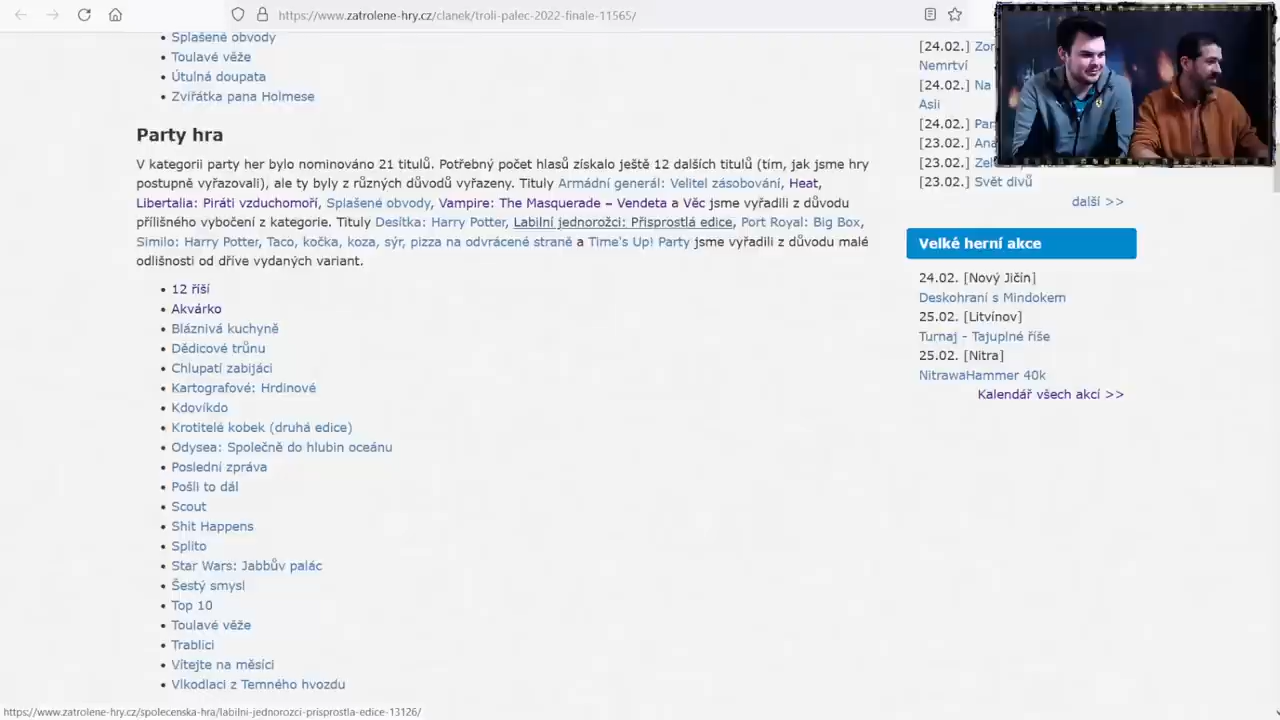 https://www.zatrolene-hry.cz/clanek/troli-palec-2022-finale-11565/
Splašené obvody
Toulavé věže
Útulná doupata
Zvířátka pana Holmese
Party hra
V kategorii party her bylo nominováno 21 titulů. Potřebný počet hlasů získalo ještě 12 dalších titulů (tím, jak jsme hry
postupně vyřazovali), ale ty byly z různých důvodů vyřazeny. Tituly Armádní generál: Velitel zásobování, Heat,
Libertalia: Piráti vzduchomoří, Splašené obvody, Vampire: The Masquerade – Vendeta a Věc jsme vyřadili z důvodu
přílišného vybočení z kategorie. Tituly Desítka: Harry Potter, Labilní jednorožci: Přisprostlá edice, Port Royal: Big Box,
Similo: Harry Potter, Taco, kočka, koza, sýr, pizza na odvrácené straně a Time's Up! Party jsme vyřadili z důvodu malé
odlišnosti od dříve vydaných variant.
12 říší
Akvárko
Bláznivá kuchyně
Dědicové trůnu
Chlupatí zabijáci
Kartografové: Hrdinové
Kdovíkdo
Krotitelé kobek (druhá edice)
Odysea: Společně do hlubin oceánu
Poslední zpráva
Pošli to dál
Scout
Shit Happens
Splito
Star Wars: Jabbův palác
Šestý smysl
Top 10
Toulavé věže
Trablíci
Vítejte na měsíci
Vlkodlaci z Temného hvozdu
[24.02.]
Nemrtví
[24.02.] Na
Asii
[24.02.]
[23.02.]
[23.02.]
[23.02.] Svět divů
další >>
Velké herní akce
24.02. [Nový Jičín]
Deskohraní s Mindokem
25.02. [Litvínov]
Turnaj - Tajuplné říše
25.02. [Nitra]
NitrawaHammer 40k
Kalendář všech akcí >>
https://www.zatrolene-hry.cz/spolecenska-hra/labilni-jednorozci-prisprostla-edice-13126/